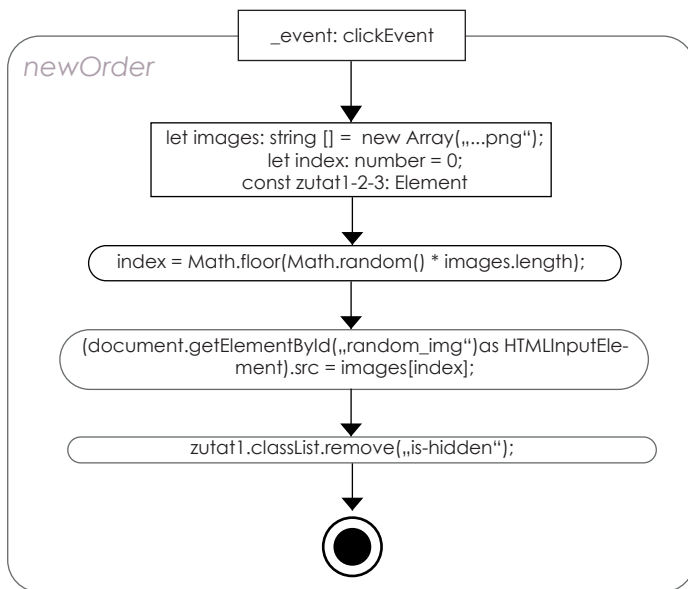 _event: clickEvent
newOrder
let images: string [] =  new Array(„...png“);
let index: number = 0;
const zutat1-2-3: Element
index = Math.floor(Math.random() * images.length);
(document.getElementById(„random_img“)as HTMLInputEle-
ment).src = images[index];
zutat1.classList.remove(„is-hidden“);